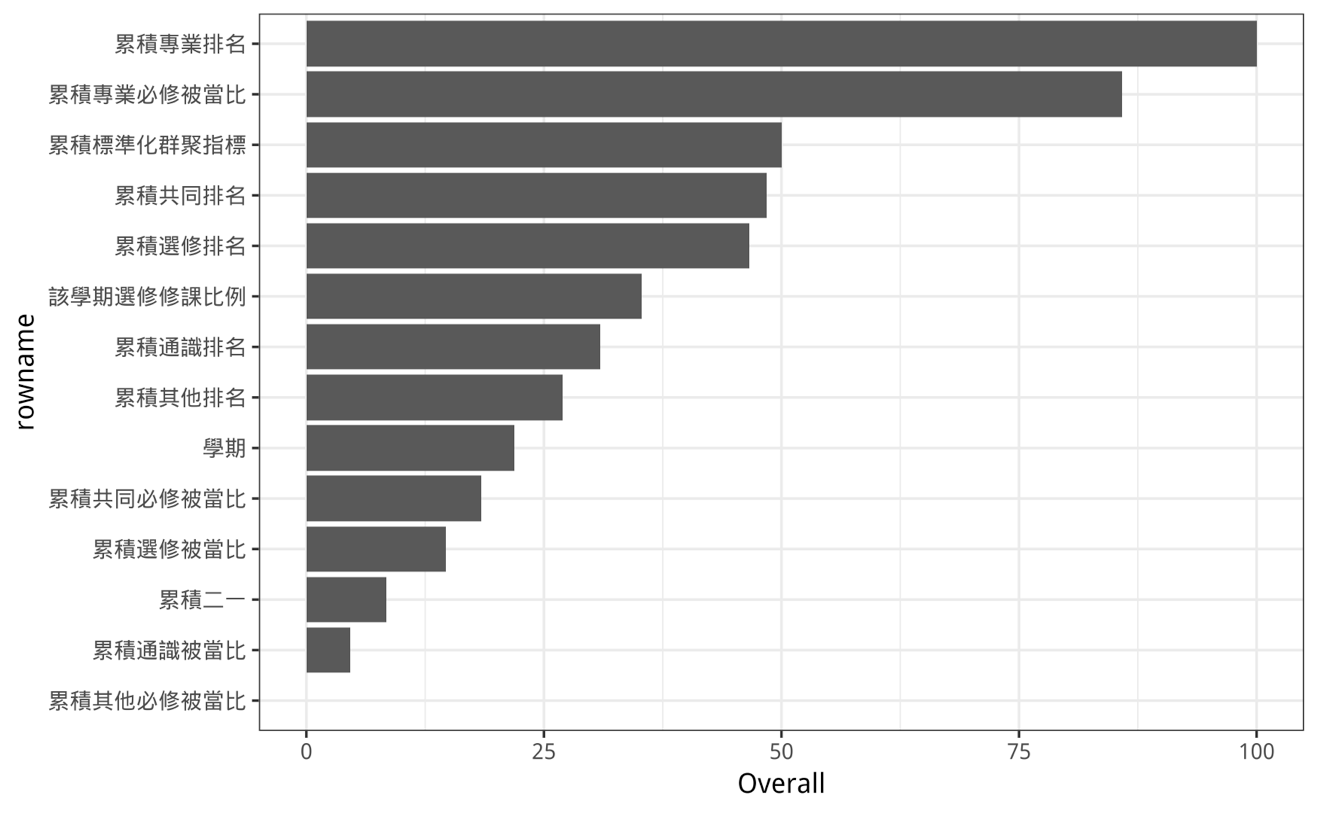 累積專業排名
累積專業必修被當比
累積標準化群聚指標
累積共同排名
累積選修排名
該學期選修修課比例
累積通識排名
累積其他排名
學期
累積共同必修被當比
累積選修被當比
累積二一
累積通識被當比
累積其他必修被當比
rowname
0 25 50 75 100
Overall